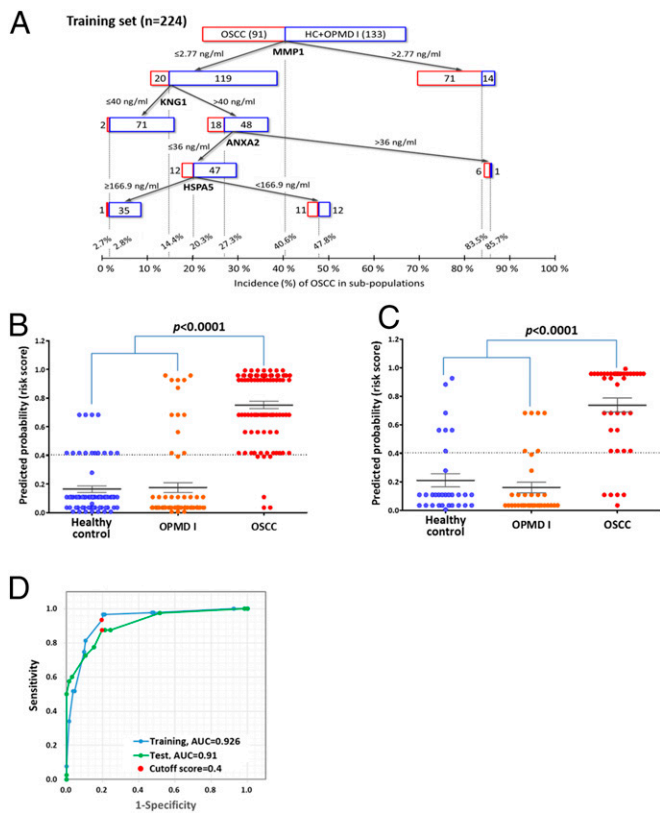 A
Training set (n=224)
OSCC (91) HC+OPMD I (133)
MMP1
≤2.77 ng/ml >2.77 ng/ml
20 119 71 14
≤40 ng/ml KNG1 >40 ng/ml
2 71 18 48
ANXA2
≤36 ng/ml >36 ng/ml
12 47 6 1
HSPA5
≥166.9 ng/ml <166.9 ng/ml
1 35 11 12
2.7% 2.8% 14.4% 20.3% 27.3% 40.6% 47.8% 83.5% 85.7%
0 10 % 20 % 30 % 40 % 50 % 60 % 70 % 80 % 90 % 100 %
Incidence (%) of OSCC in sub-populations
B
p<0.0001
Predicted probability (risk score)
1.2
1.0
0.8
0.6
0.4
0.2
0.0
Healthy control OPMD I OSCC
C
p<0.0001
Predicted probability (risk score)
1.2
1.0
0.8
0.6
0.4
0.2
0.0
Healthy control OPMD I OSCC
D
Sensitivity
1.0
0.8
0.6
0.4
0.2
0.0
Training, AUC=0.926
Test, AUC=0.91
Cutoff score=0.4
0.0 0.2 0.4 0.6 0.8 1.0
1-Specificity